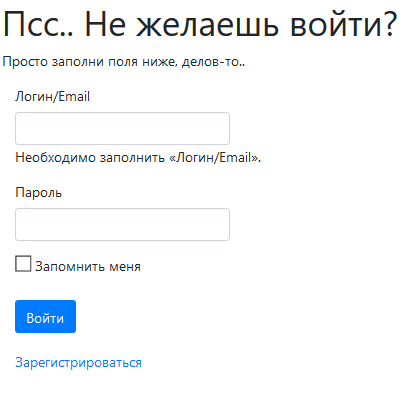 Псс.. Не желаешь войти?
Просто заполни поля ниже, делов-то..
Логин/Email
Необходимо заполнить «Логин/Email».
Пароль
Запомнить меня
Войти
Зарегистрироваться